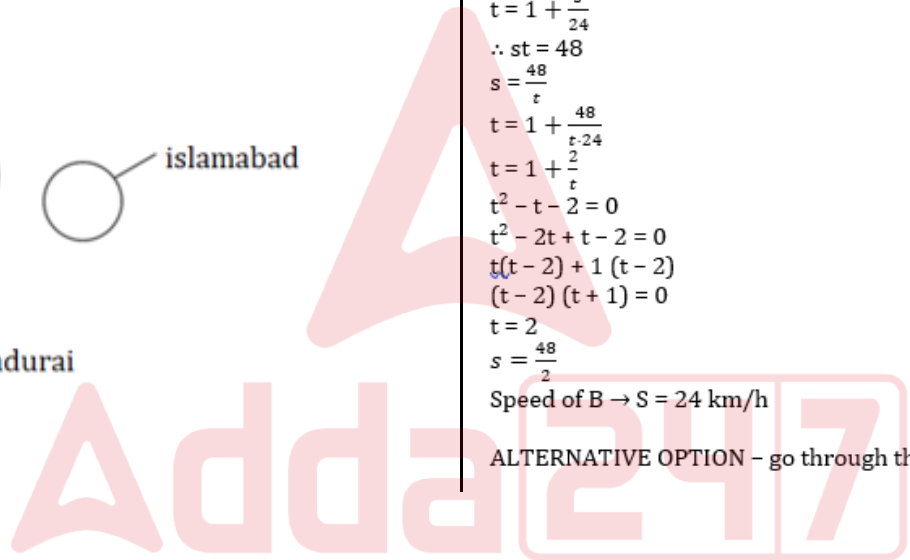 islamabad
durai
t = 1 + /24
∴ st = 48
s = 48/t
t = 1 + 48/t·24
t = 1 + 2/t
t² – t – 2 = 0
t² – 2t + t – 2 = 0
t(t – 2) + 1 (t – 2)
(t – 2) (t + 1) = 0
t = 2
s = 48/2
Speed of B → S = 24 km/h
ALTERNATIVE OPTION – go through th
Adda247